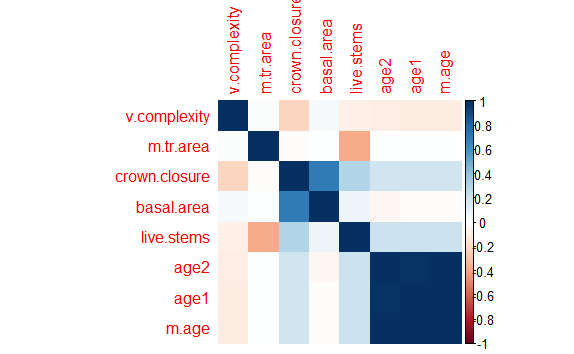 v.complexity
m.tr.area
crown.closure
basal.area
live.stems
age2
age1
m.age
v.complexity
m.tr.area
crown.closure
basal.area
live.stems
age2
age1
m.age
1
0.8
0.6
0.4
0.2
0
-0.2
-0.4
-0.6
-0.8
-1